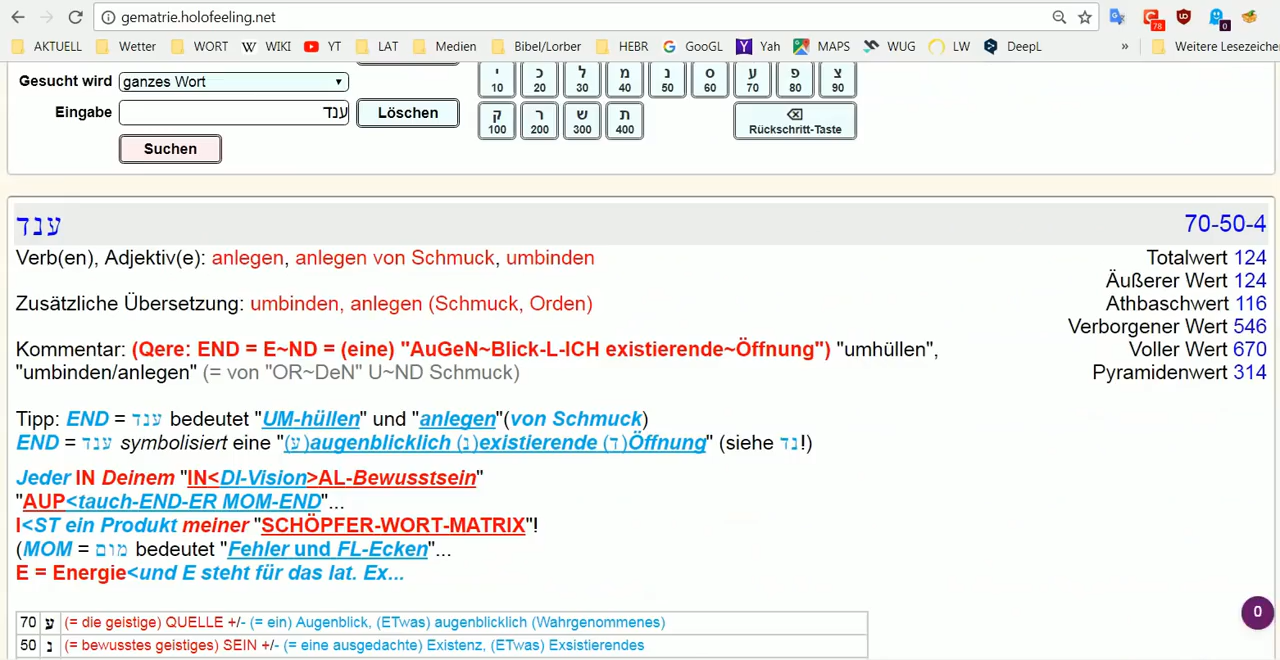 gematrie.holofeeling.net
AKTUELL Wetter WORT WIKI YT LAT Medien Bibel/Lorber HEBR GooGL Yah MAPS WUG LW DeepL » Weitere Lesezeichen
Gesucht wird ganzes Wort
י 10 כ 20 ל 30 מ 40 נ 50 ס 60 ע 70 פ 80 צ 90
Eingabe ענד Löschen
ק 100 ר 200 ש 300 ת 400 Rückschritt-Taste
Suchen
ענד 70-50-4
Verb(en), Adjektiv(e): anlegen, anlegen von Schmuck, umbinden
Totalwert 124
Äußerer Wert 124
Zusätzliche Übersetzung: umbinden, anlegen (Schmuck, Orden)
Athbaschwert 116
Verborgener Wert 546
Kommentar: (Qere: END = E~ND = (eine) "AuGeN~Blick-L-ICH existierende~Öffnung") "umhüllen",
Voller Wert 670
"umbinden/anlegen" (= von "OR~DeN" U~ND Schmuck)
Pyramidenwert 314
Tipp: END = ענד bedeutet "UM-hüllen" und "anlegen"(von Schmuck)
END = ענד symbolisiert eine "(ע)augenblicklich (נ)existierende (ד)Öffnung" (siehe נד!)
Jeder IN Deinem "IN<DI-Vision>AL-Bewusstsein"
"AUP<tauch-END-ER MOM-END"...
I<ST ein Produkt meiner "SCHÖPFER-WORT-MATRIX"!
(MOM = מום bedeutet "Fehler und FL-Ecken"...
E = Energie<und E steht für das lat. Ex...
70 ע (= die geistige) QUELLE +/- (= ein) Augenblick, (ETwas) augenblicklich (Wahrgenommenes)
50 נ (= bewusstes geistiges) SEIN +/- (= eine ausgedachte) Existenz, (ETwas) Exsistierendes
0